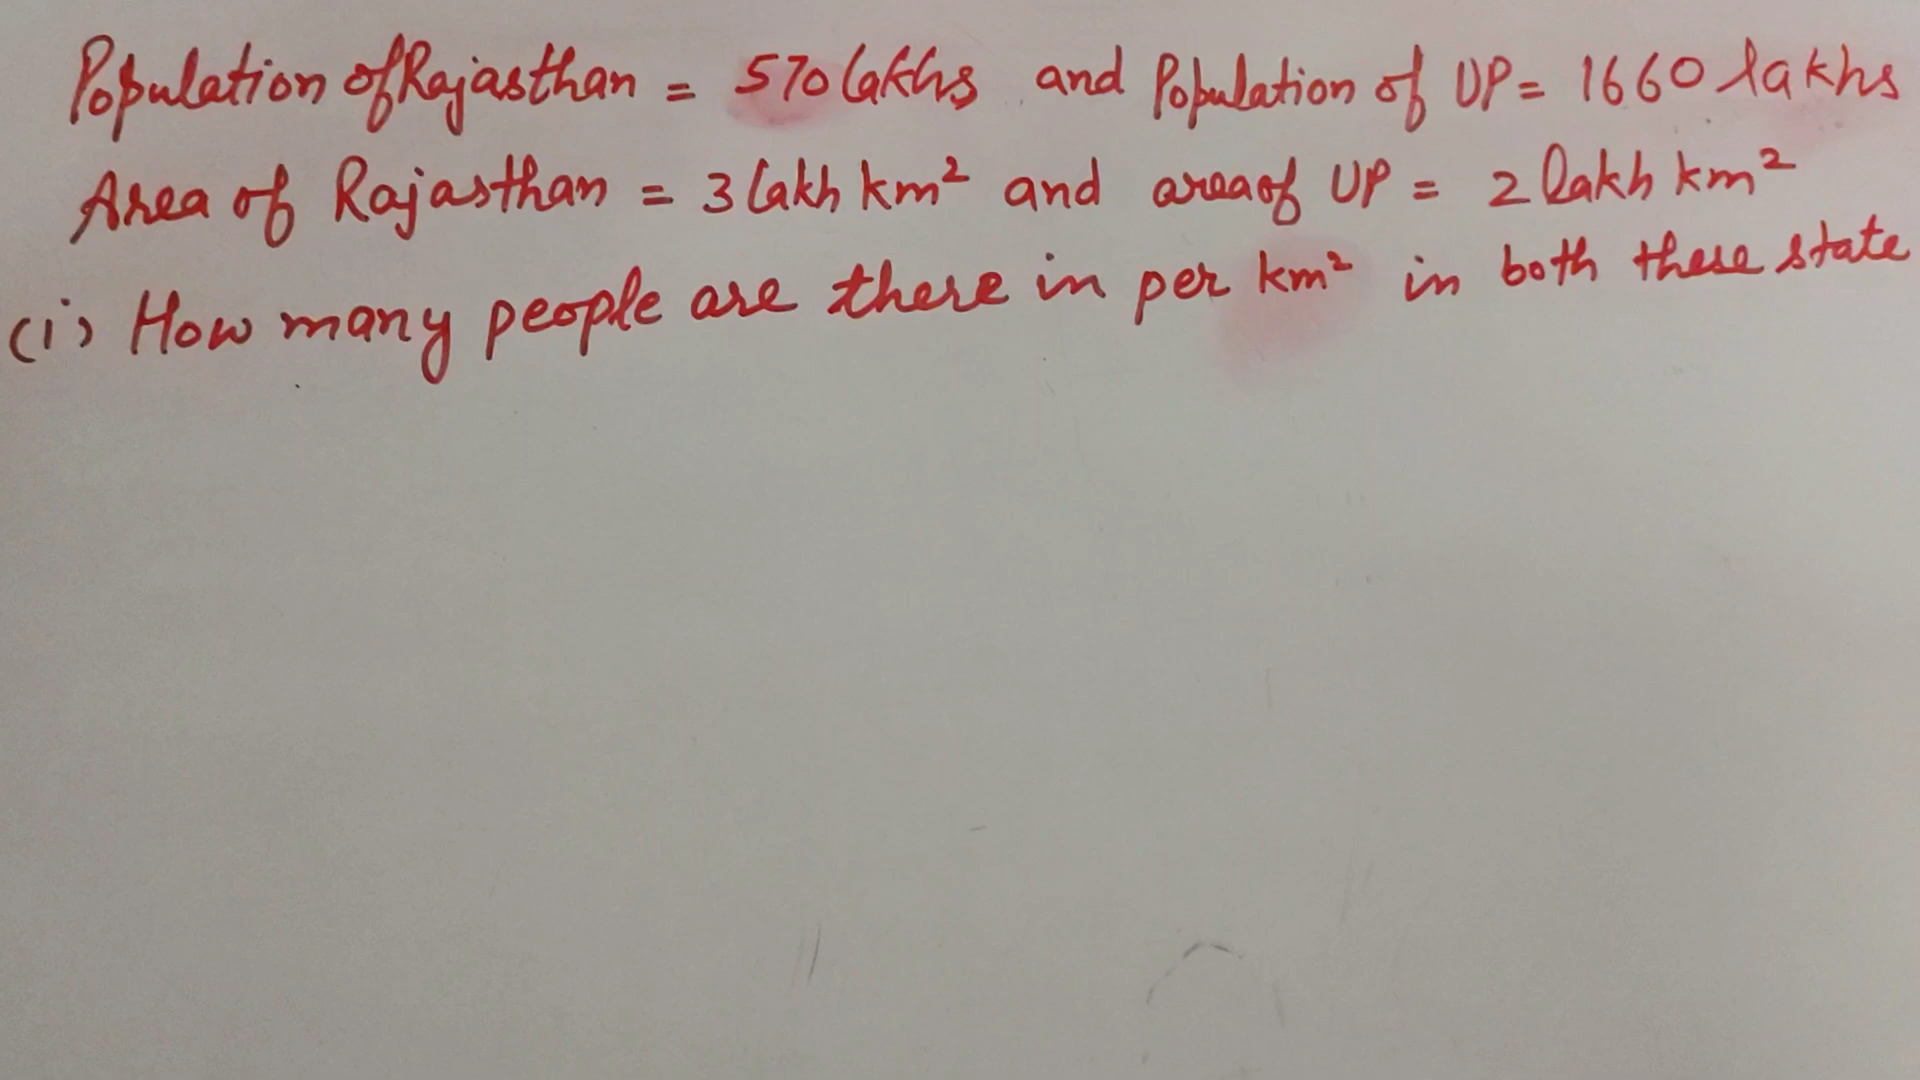 Population of Rajasthan = 570 lakhs and Population of UP = 1660 lakhs
Area of Rajasthan = 3 lakh km² and area of UP = 2 lakh km²
(i) How many people are there in per km² in both these state